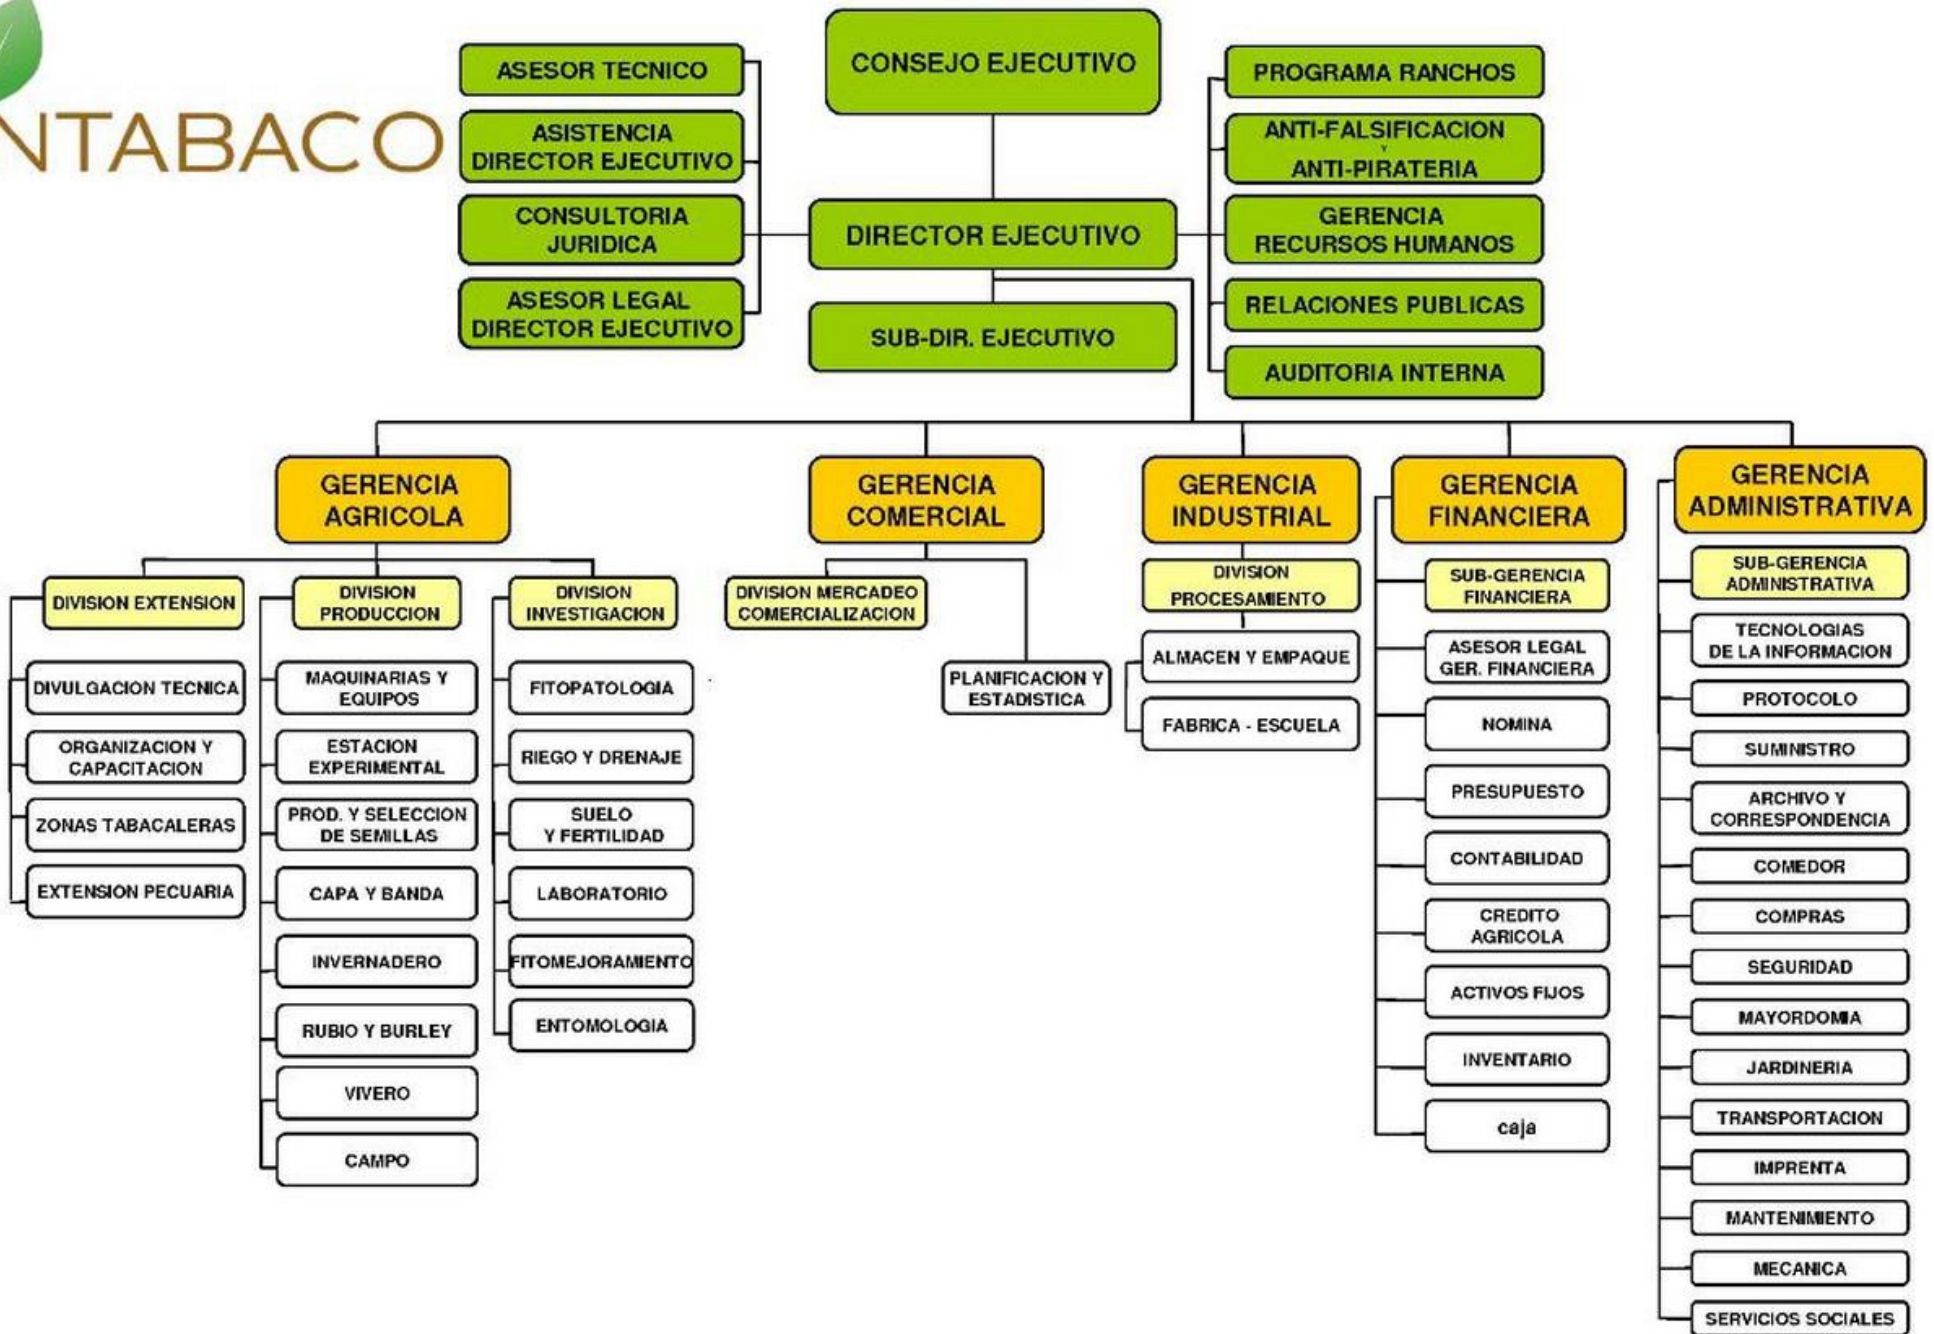 NTABACO
CONSEJO EJECUTIVO
ASESOR TECNICO
ASISTENCIA
DIRECTOR EJECUTIVO
CONSULTORIA
JURIDICA
ASESOR LEGAL
DIRECTOR EJECUTIVO
DIRECTOR EJECUTIVO
SUB-DIR. EJECUTIVO
PROGRAMA RANCHOS
ANTI-FALSIFICACION
Y
ANTI-PIRATERIA
GERENCIA
RECURSOS HUMANOS
RELACIONES PUBLICAS
AUDITORIA INTERNA
GERENCIA
AGRICOLA
DIVISION EXTENSION
DIVULGACION TECNICA
ORGANIZACION Y
CAPACITACION
ZONAS TABACALERAS
EXTENSION PECUARIA
DIVISION
PRODUCCION
MAQUINARIAS Y
EQUIPOS
ESTACION
EXPERIMENTAL
PROD. Y SELECCION
DE SEMILLAS
CAPA Y BANDA
INVERNADERO
RUBIO Y BURLEY
VIVERO
CAMPO
DIVISION
INVESTIGACION
FITOPATOLOGIA
RIEGO Y DRENAJE
SUELO
Y FERTILIDAD
LABORATORIO
FITOMEJORAMIENTO
ENTOMOLOGIA
GERENCIA
COMERCIAL
DIVISION MERCADEO
COMERCIALIZACION
PLANIFICACION Y
ESTADISTICA
GERENCIA
INDUSTRIAL
DIVISION
PROCESAMIENTO
ALMACEN Y EMPAQUE
FABRICA - ESCUELA
GERENCIA
FINANCIERA
SUB-GERENCIA
FINANCIERA
ASESOR LEGAL
GER. FINANCIERA
NOMINA
PRESUPUESTO
CONTABILIDAD
CREDITO
AGRICOLA
ACTIVOS FIJOS
INVENTARIO
caja
GERENCIA
ADMINISTRATIVA
SUB-GERENCIA
ADMINISTRATIVA
TECNOLOGIAS
DE LA INFORMACION
PROTOCOLO
SUMINISTRO
ARCHIVO Y
CORRESPONDENCIA
COMEDOR
COMPRAS
SEGURIDAD
MAYORDOMIA
JARDINERIA
TRANSPORTACION
IMPRENTA
MANTENIMIENTO
MECANICA
SERVICIOS SOCIALES